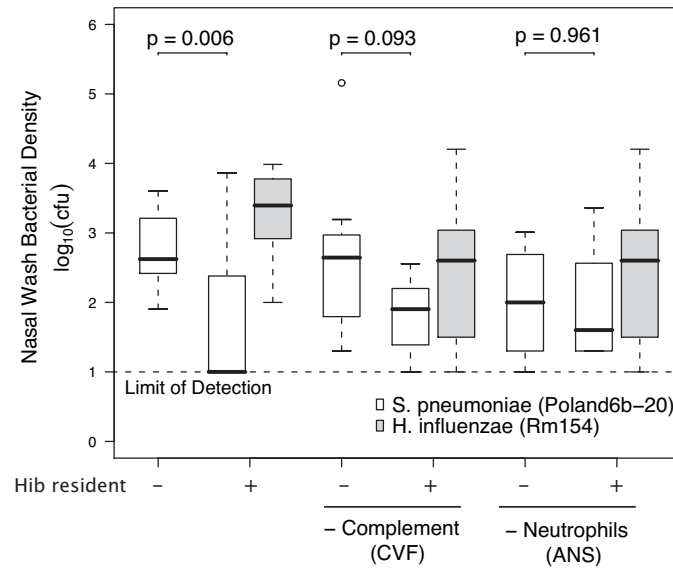 6
p = 0.006
p = 0.093
p = 0.961
5
4
3
2
1
0
Nasal Wash Bacterial Density
log10(cfu)
Limit of Detection
S. pneumoniae (Poland6b−20)
H. influenzae (Rm154)
Hib resident
− + − + − +
− Complement
(CVF)
− Neutrophils
(ANS)